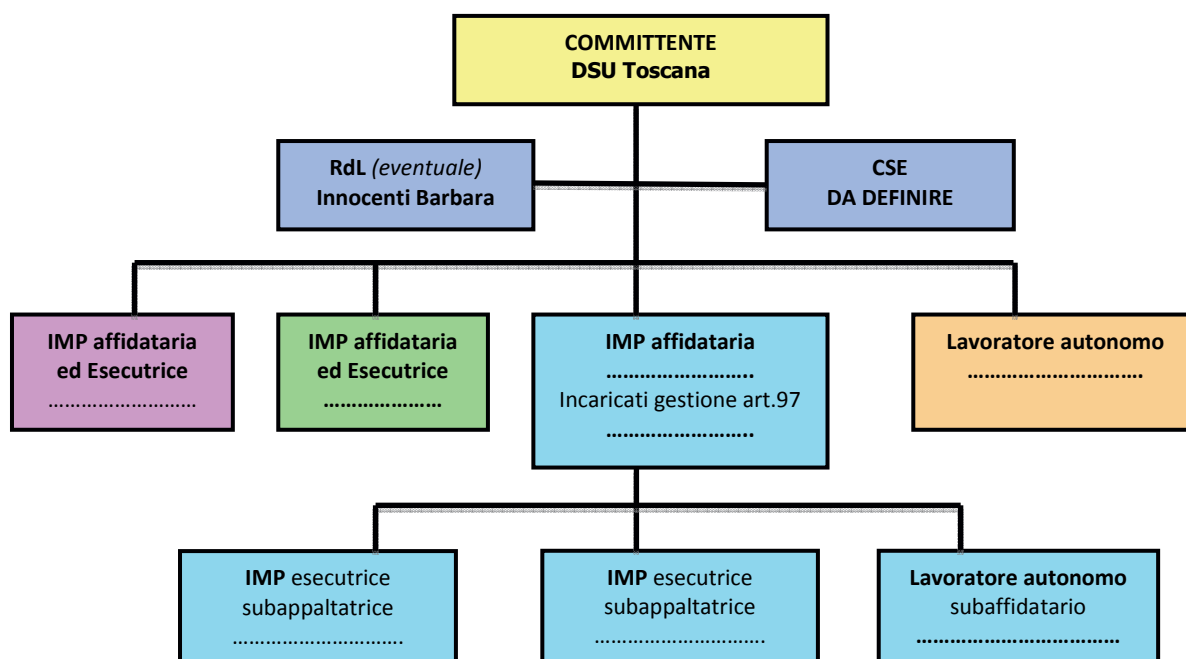 COMMITTENTE
DSU Toscana
RdL (eventuale)
Innocenti Barbara
CSE
DA DEFINIRE
IMP affidataria
ed Esecutrice
………………………
IMP affidataria
ed Esecutrice
…………………
IMP affidataria
……………………..
Incaricati gestione art.97
……………………..
Lavoratore autonomo
………………………….
IMP esecutrice
subappaltatrice
………………………….
IMP esecutrice
subappaltatrice
………………………….
Lavoratore autonomo
subaffidatario
………………………………